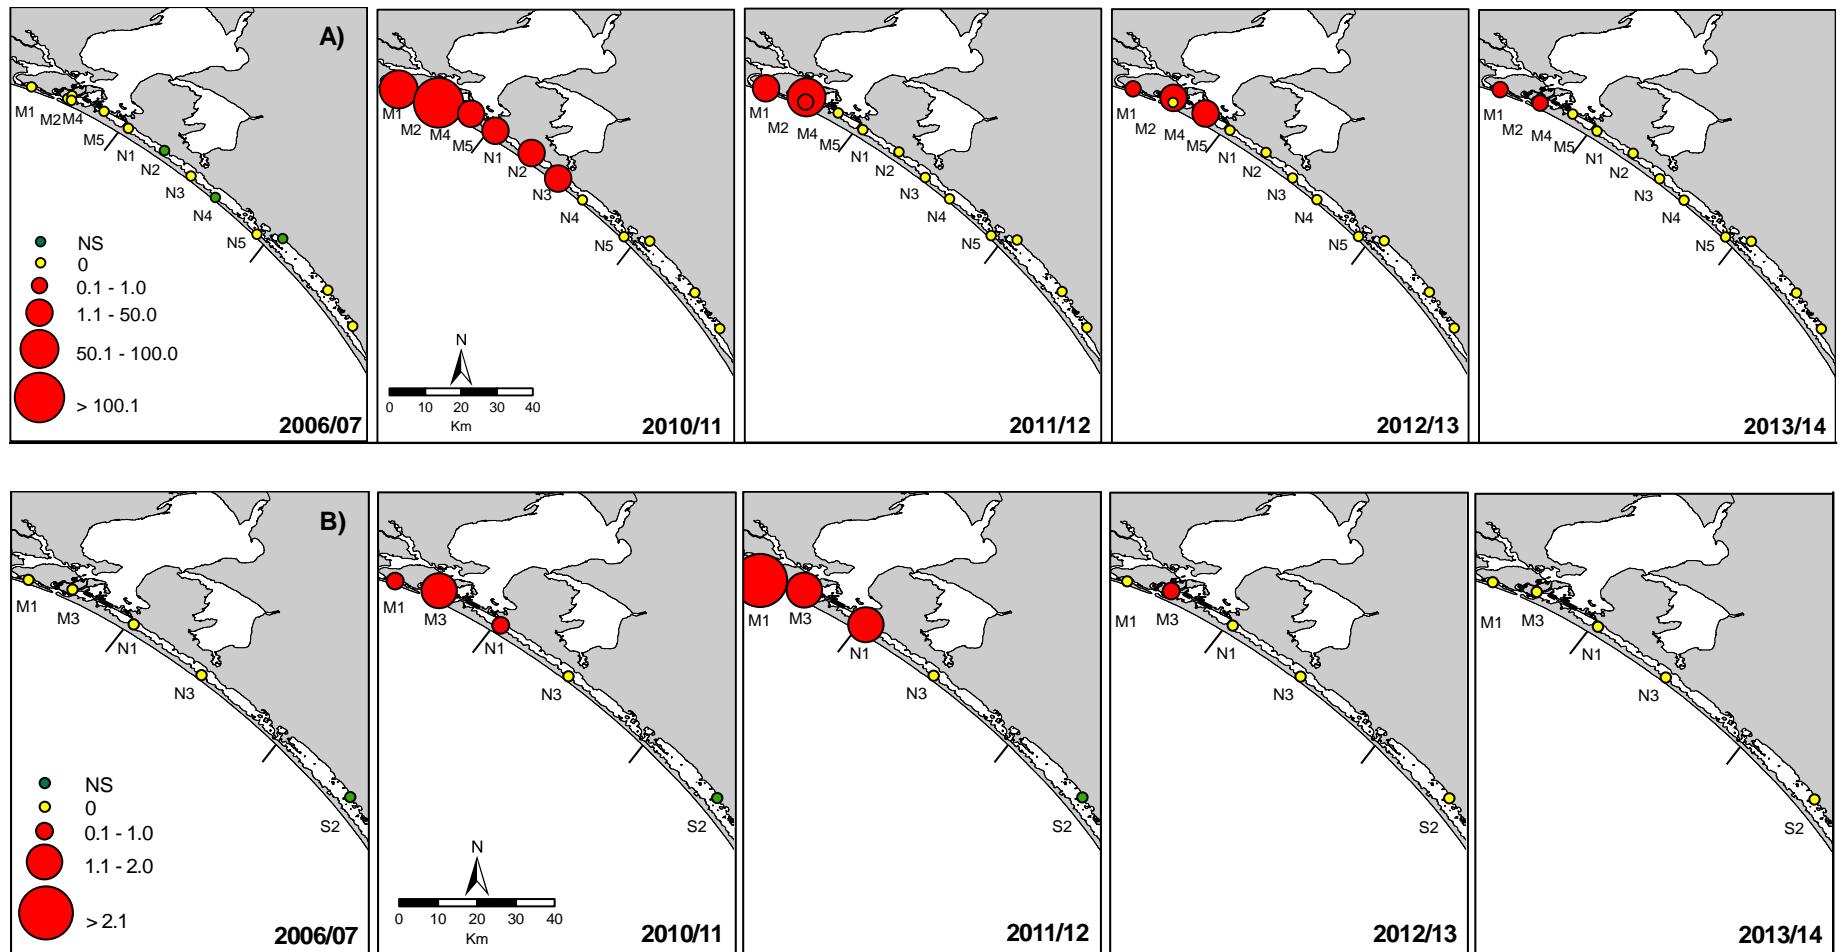 A)
M1
M2
M4
M5
N1
N2
N3
N4
N5
NS
0
0.1 - 1.0
1.1 - 50.0
50.1 - 100.0
> 100.1
2006/07
M1
M2
M4
M5
N1
N2
N3
N4
N5
N
0 10 20 30 40
Km
2010/11
M1
M2
M4
M5
N1
N2
N3
N4
N5
2011/12
M1
M2
M4
M5
N1
N2
N3
N4
N5
2012/13
M1
M2
M4
M5
N1
N2
N3
N4
N5
2013/14
B)
M1
M3
N1
N3
S2
NS
0
0.1 - 1.0
1.1 - 2.0
> 2.1
2006/07
M1
M3
N1
N3
S2
N
0 10 20 30 40
Km
2010/11
M1
M3
N1
N3
S2
2011/12
M1
M3
N1
N3
S2
2012/13
M1
M3
N1
N3
S2
2013/14